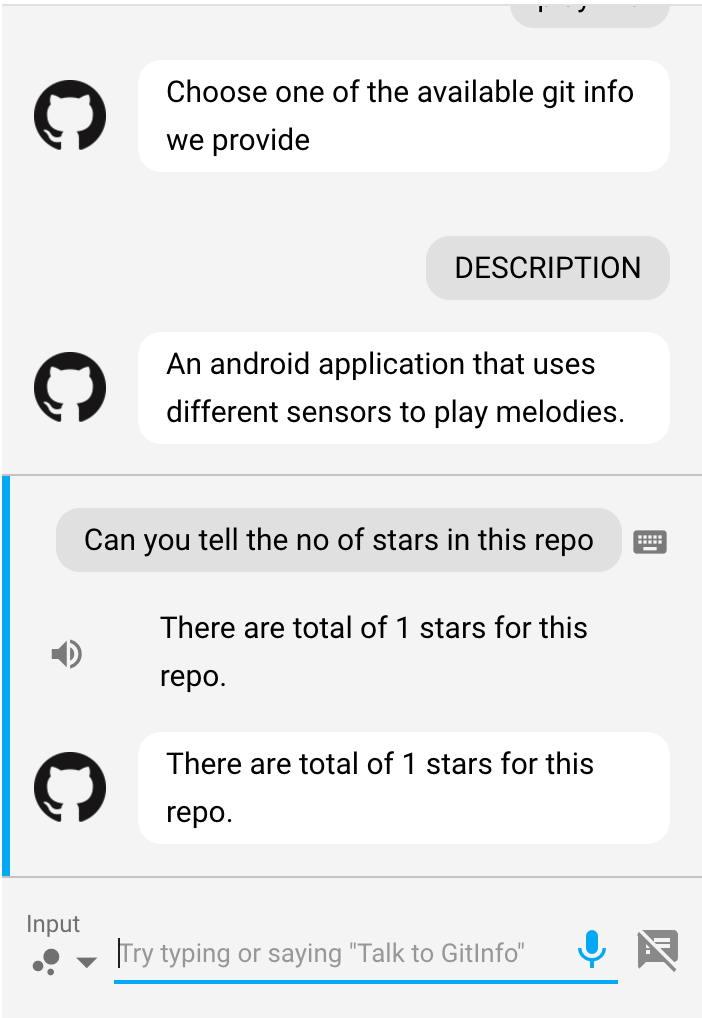 Choose one of the available git info
we provide
DESCRIPTION
An android application that uses
different sensors to play melodies.
Can you tell the no of stars in this repo
There are total of 1 stars for this
repo.
There are total of 1 stars for this
repo.
Input
Try typing or saying "Talk to GitInfo"